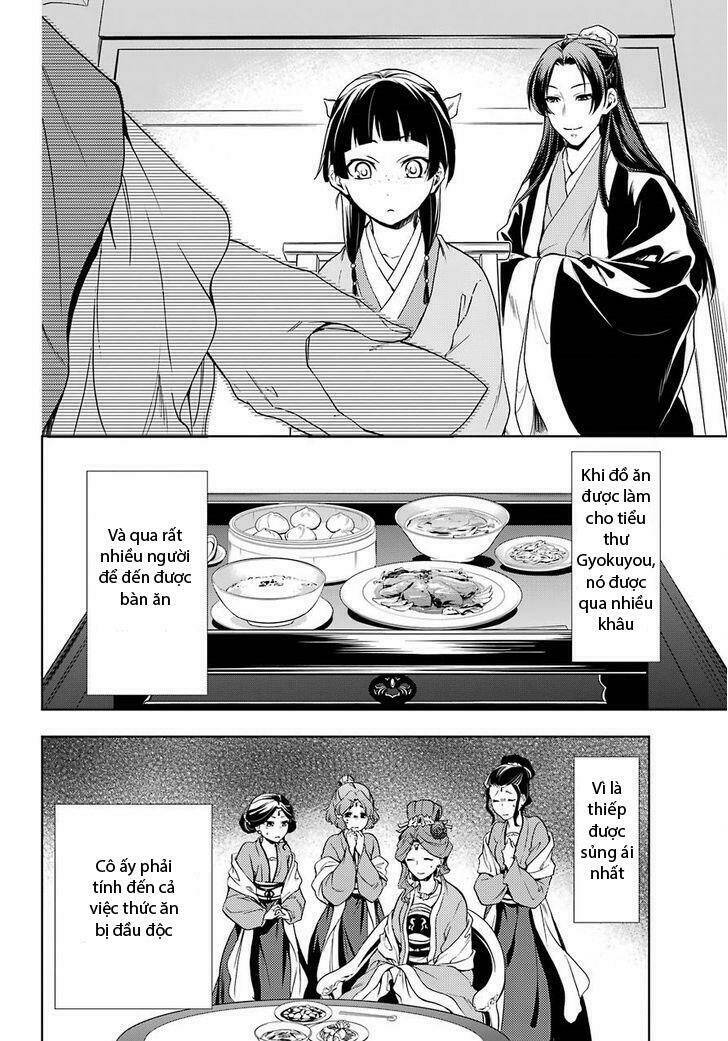 Khi đồ ăn
được làm
cho tiểu
thư
Gyokuyou,
nó được
qua nhiều
khâu
Và qua rất
nhiều người
để đến được
bàn ăn
Vì là
thiếp
được
sủng ái
nhất
Cô ấy phải
tính đến cả
việc thức ăn
bị đầu độc